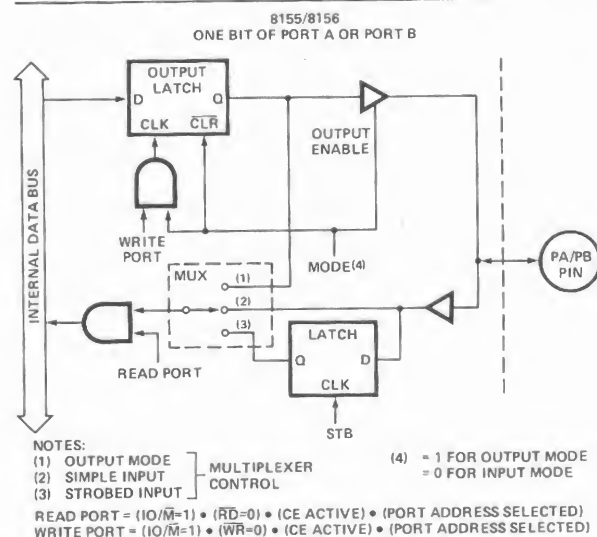 8155/8156
ONE BIT OF PORT A OR PORT B
OUTPUT
LATCH
D
Q
CLK
CLR
OUTPUT
ENABLE
INTERNAL DATA BUS
WRITE
PORT
MODE(4)
MUX
(1)
(2)
(3)
PA/PB
PIN
READ PORT
LATCH
Q
D
CLK
STB
NOTES:
(1) OUTPUT MODE
(2) SIMPLE INPUT
(3) STROBED INPUT
MULTIPLEXER
CONTROL
(4) = 1 FOR OUTPUT MODE
= 0 FOR INPUT MODE
READ PORT = (IO/M̅=1) • (R̅D̅=0) • (CE ACTIVE) • (PORT ADDRESS SELECTED)
WRITE PORT = (IO/M̅=1) • (W̅R̅=0) • (CE ACTIVE) • (PORT ADDRESS SELECTED)